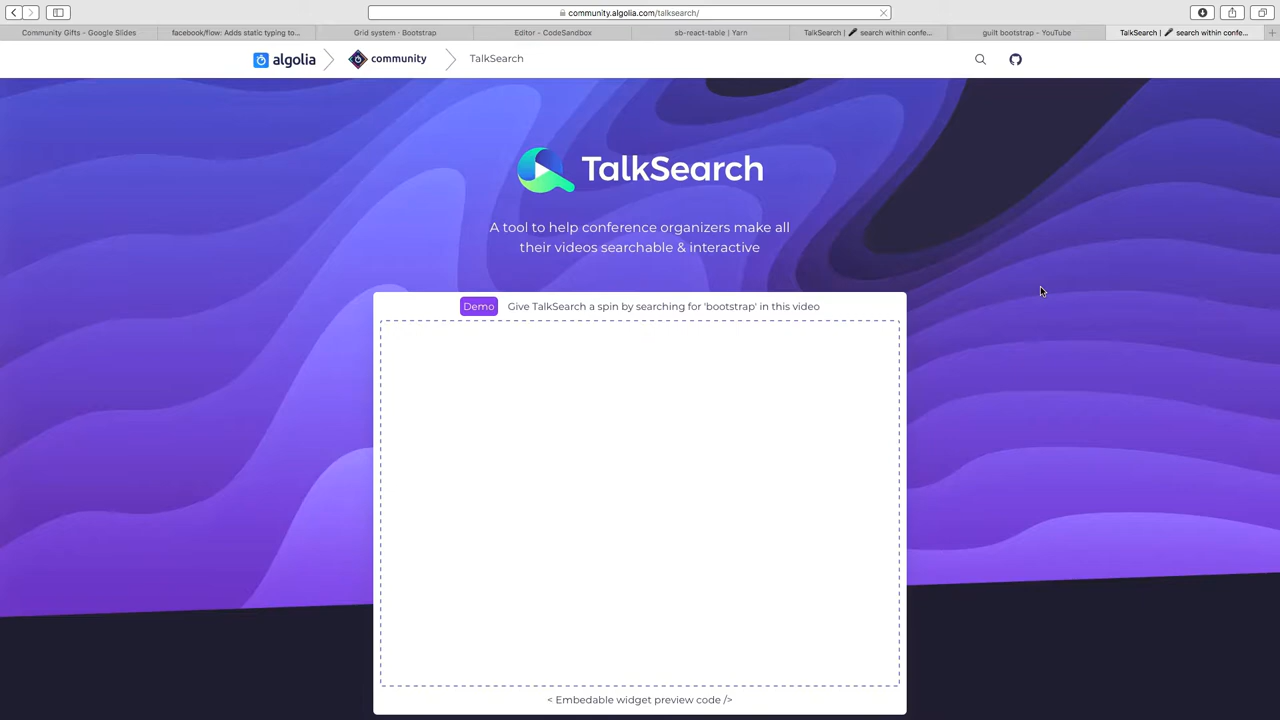 community.algolia.com/talksearch/
Community Gifts - Google Slides
facebook/flow: Adds static typing to...
Grid system · Bootstrap
Editor - CodeSandbox
sb-react-table | Yarn
TalkSearch | 🎤 search within confe...
guilt bootstrap - YouTube
TalkSearch | 🎤 search within confe...
algolia
community
TalkSearch
TalkSearch
A tool to help conference organizers make all
their videos searchable & interactive
Demo Give TalkSearch a spin by searching for 'bootstrap' in this video
< Embedable widget preview code />